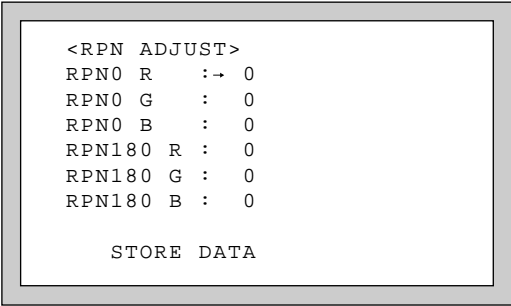 <RPN ADJUST>
RPN0 R :→ 0
RPN0 G : 0
RPN0 B : 0
RPN180 R : 0
RPN180 G : 0
RPN180 B : 0
STORE DATA